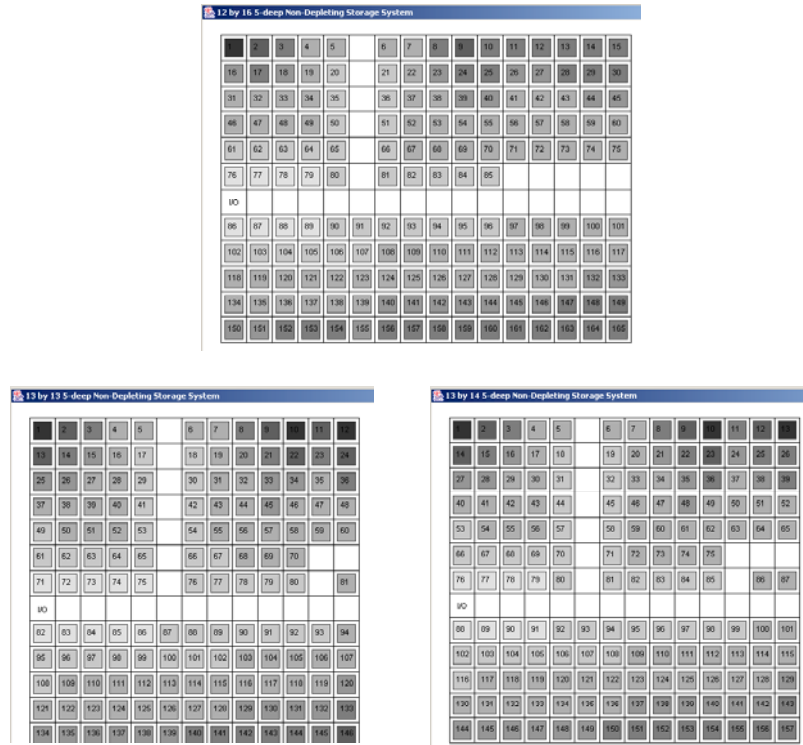 12 by 16 5-deep Non-Depleting Storage System
1 2 3 4 5 6 7 8 9 10 11 12 13 14 15
16 17 18 19 20 21 22 23 24 25 26 27 28 29 30
31 32 33 34 35 36 37 38 39 40 41 42 43 44 45
46 47 48 49 50 51 52 53 54 55 56 57 58 59 60
61 62 63 64 65 66 67 68 69 70 71 72 73 74 75
76 77 78 79 80 81 82 83 84 85
I/O
86 87 88 89 90 91 92 93 94 95 96 97 98 99 100 101
102 103 104 105 106 107 108 109 110 111 112 113 114 115 116 117
118 119 120 121 122 123 124 125 126 127 128 129 130 131 132 133
134 135 136 137 138 139 140 141 142 143 144 145 146 147 148 149
150 151 152 153 154 155 156 157 158 159 160 161 162 163 164 165
13 by 13 5-deep Non-Depleting Storage System
1 2 3 4 5 6 7 8 9 10 11 12
13 14 15 16 17 18 19 20 21 22 23 24
25 26 27 28 29 30 31 32 33 34 35 36
37 38 39 40 41 42 43 44 45 46 47 48
49 50 51 52 53 54 55 56 57 58 59 60
61 62 63 64 65 66 67 68 69 70
71 72 73 74 75 76 77 78 79 80 81
I/O
82 83 84 85 86 87 88 89 90 91 92 93 94
95 96 97 98 99 100 101 102 103 104 105 106 107
108 109 110 111 112 113 114 115 116 117 118 119 120
121 122 123 124 125 126 127 128 129 130 131 132 133
134 135 136 137 138 139 140 141 142 143 144 145 146
13 by 14 5-deep Non-Depleting Storage System
1 2 3 4 5 6 7 8 9 10 11 12 13
14 15 16 17 18 19 20 21 22 23 24 25 26
27 28 29 30 31 32 33 34 35 36 37 38 39
40 41 42 43 44 45 46 47 48 49 50 51 52
53 54 55 56 57 58 59 60 61 62 63 64 65
66 67 68 69 70 71 72 73 74 75
76 77 78 79 80 81 82 83 84 85 86 87
I/O
88 89 90 91 92 93 94 95 96 97 98 99 100 101
102 103 104 105 106 107 108 109 110 111 112 113 114 115
116 117 118 119 120 121 122 123 124 125 126 127 128 129
130 131 132 133 134 135 136 137 138 139 140 141 142 143
144 145 146 147 148 149 150 151 152 153 154 155 156 157